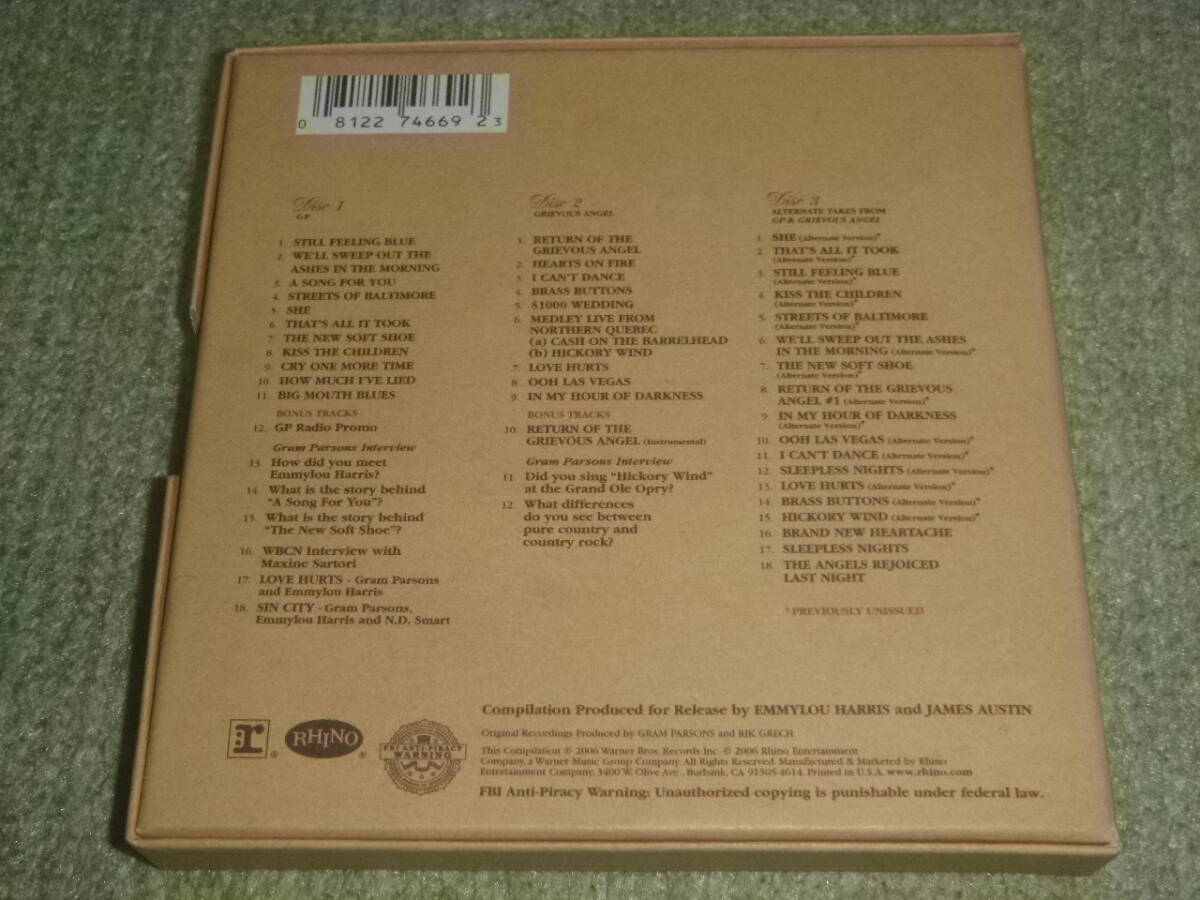 0 81227 46692 3
Disc 1
GP
1. STILL FEELING BLUE
2. WE'LL SWEEP OUT THE
ASHES IN THE MORNING
3. A SONG FOR YOU
4. STREETS OF BALTIMORE
5. SHE
6. THAT'S ALL IT TOOK
7. THE NEW SOFT SHOE
8. KISS THE CHILDREN
9. CRY ONE MORE TIME
10. HOW MUCH I'VE LIED
11. BIG MOUTH BLUES
BONUS TRACKS
12. GP Radio Promo
Gram Parsons Interview
13. How did you meet
Emmylou Harris?
14. What is the story behind
"A Song For You"?
15. What is the story behind
"The New Soft Shoe"?
16. WBCN Interview with
Maxine Sartori
17. LOVE HURTS - Gram Parsons
and Emmylou Harris
18. SIN CITY - Gram Parsons,
Emmylou Harris and N.D. Smart
Disc 2
GRIEVOUS ANGEL
1. RETURN OF THE
GRIEVOUS ANGEL
2. HEARTS ON FIRE
3. I CAN'T DANCE
4. BRASS BUTTONS
5. $1000 WEDDING
6. MEDLEY LIVE FROM
NORTHERN QUEBEC
(a) CASH ON THE BARRELHEAD
(b) HICKORY WIND
7. LOVE HURTS
8. OOH LAS VEGAS
9. IN MY HOUR OF DARKNESS
BONUS TRACKS
10. RETURN OF THE
GRIEVOUS ANGEL (Instrumental)
Gram Parsons Interview
11. Did you sing "Hickory Wind"
at the Grand Ole Opry?
12. What differences
do you see between
pure country and
country rock?
Disc 3
ALTERNATE TAKES FROM
GP & GRIEVOUS ANGEL
1. SHE (Alternate Version)*
2. THAT'S ALL IT TOOK
(Alternate Version)*
3. STILL FEELING BLUE
(Alternate Version)*
4. KISS THE CHILDREN
(Alternate Version)*
5. STREETS OF BALTIMORE
(Alternate Version)*
6. WE'LL SWEEP OUT THE ASHES
IN THE MORNING (Alternate Version)*
7. THE NEW SOFT SHOE
(Alternate Version)*
8. RETURN OF THE GRIEVOUS
ANGEL #1 (Alternate Version)*
9. IN MY HOUR OF DARKNESS
(Alternate Version)*
10. OOH LAS VEGAS (Alternate Version)*
11. I CAN'T DANCE (Alternate Version)*
12. SLEEPLESS NIGHTS (Alternate Version)*
13. LOVE HURTS (Alternate Version)*
14. BRASS BUTTONS (Alternate Version)*
15. HICKORY WIND (Alternate Version)*
16. BRAND NEW HEARTACHE
17. SLEEPLESS NIGHTS
18. THE ANGELS REJOICED
LAST NIGHT
* PREVIOUSLY UNISSUED
Compilation Produced for Release by EMMYLOU HARRIS and JAMES AUSTIN
Original Recordings Produced by GRAM PARSONS and RIK GRECH
r ®
RHINO ®
FBI ANTI-PIRACY
WARNING
This Compilation ℗ 2006 Warner Bros. Records Inc. © 2006 Rhino Entertainment
Company, a Warner Music Group Company. All Rights Reserved. Manufactured & Marketed by Rhino
Entertainment Company, 3400 W. Olive Ave., Burbank, CA 91505-4614. Printed in U.S.A. www.rhino.com
FBI Anti-Piracy Warning: Unauthorized copying is punishable under federal law.